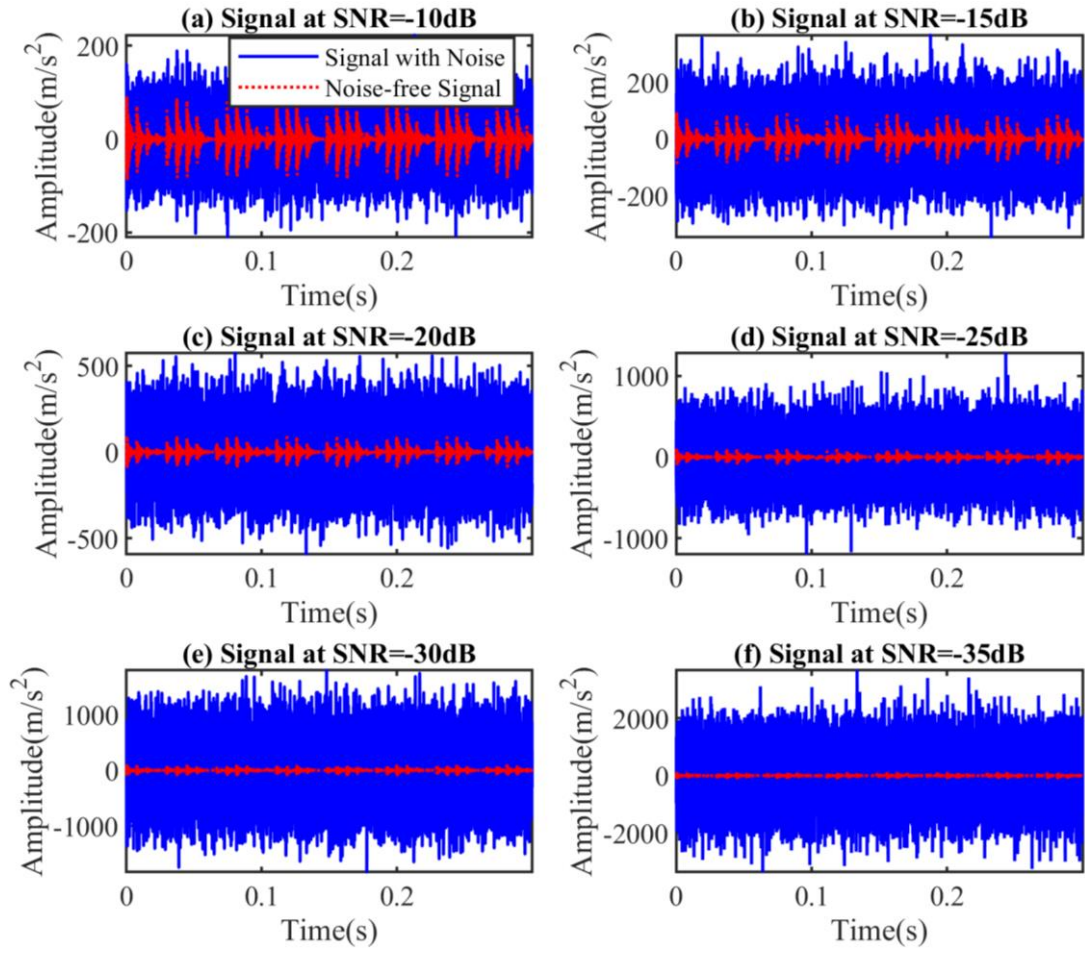 (a) Signal at SNR=-10dB
Amplitude(m/s²)
200
0
-200
0
0.1
0.2
Time(s)
Signal with Noise
Noise-free Signal
(b) Signal at SNR=-15dB
Amplitude(m/s²)
200
0
-200
0
0.1
0.2
Time(s)
(c) Signal at SNR=-20dB
Amplitude(m/s²)
500
0
-500
0
0.1
0.2
Time(s)
(d) Signal at SNR=-25dB
Amplitude(m/s²)
1000
0
-1000
0
0.1
0.2
Time(s)
(e) Signal at SNR=-30dB
Amplitude(m/s²)
1000
0
-1000
0
0.1
0.2
Time(s)
(f) Signal at SNR=-35dB
Amplitude(m/s²)
2000
0
-2000
0
0.1
0.2
Time(s)